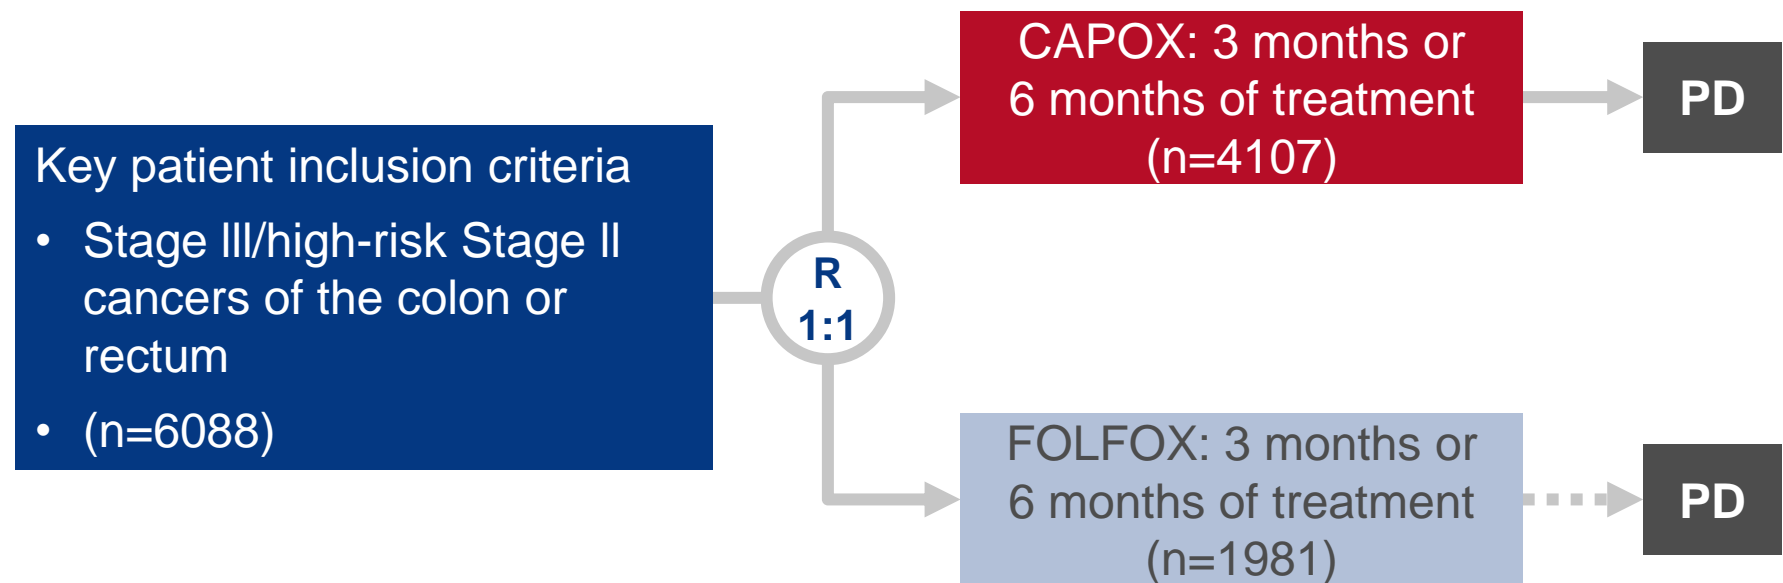 Key patient inclusion criteria
• Stage III/high-risk Stage II
cancers of the colon or
rectum
• (n=6088)
R
1:1
CAPOX: 3 months or
6 months of treatment
(n=4107)
PD
FOLFOX: 3 months or
6 months of treatment
(n=1981)
PD